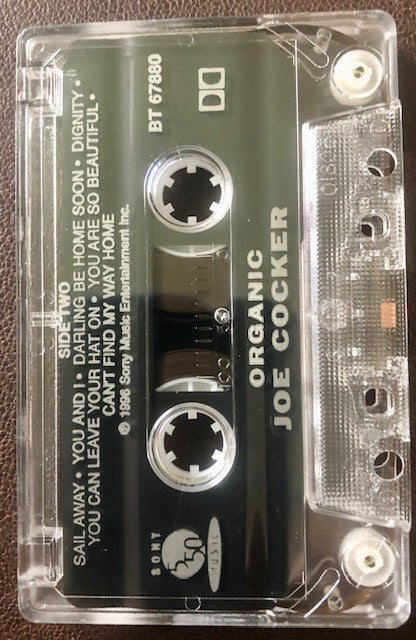 SIDE TWO
SAIL AWAY • YOU AND I • DARLING BE HOME SOON • DIGNITY •
YOU CAN LEAVE YOUR HAT ON • YOU ARE SO BEAUTIFUL •
CAN'T FIND MY WAY HOME
© 1996 Sony Music Entertainment Inc.
BT 67880
ORGANIC
JOE COCKER
SONY
550
MUSIC